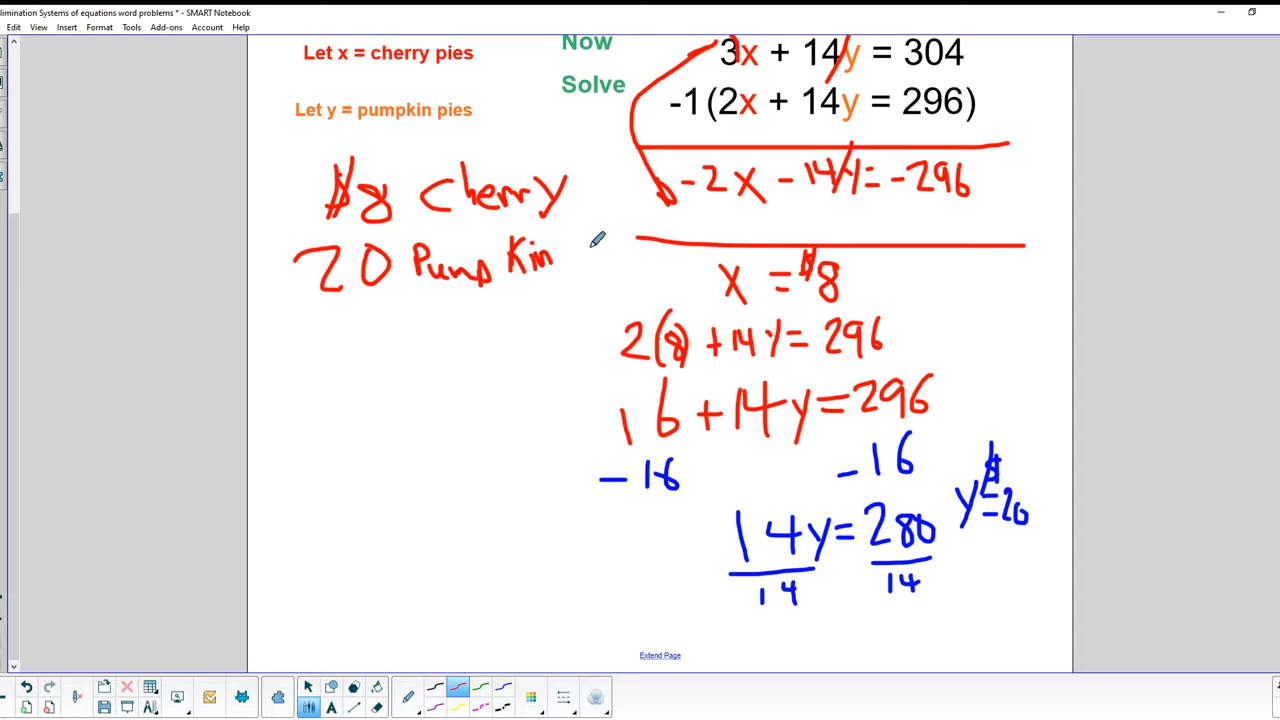 limination Systems of equations word problems * - SMART Notebook
Edit View Insert Format Tools Add-ons Account Help
Let x = cherry pies
Now
Solve
Let y = pumpkin pies
3x + 14y = 304
-1(2x + 14y = 296)
-2x - 14y = -296
$8 Cherry
20 Pumpkin
x = $8
2(8) + 14y = 296
16 + 14y = 296
-16 -16
14y = 280
14 14
y = $20
Extend Page